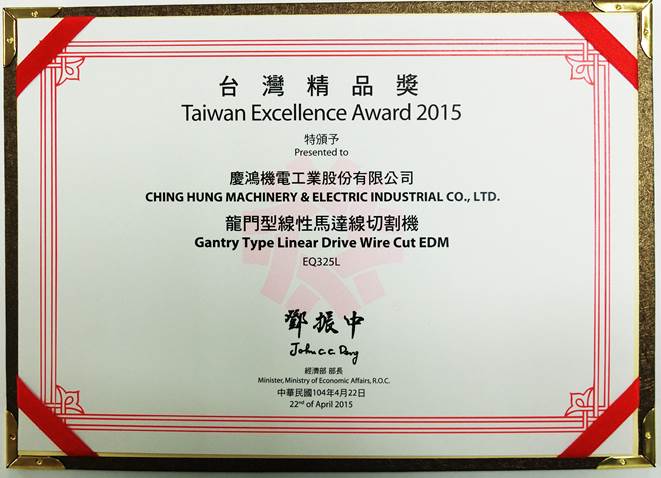 台灣精品獎
Taiwan Excellence Award 2015
特頒予
Presented to
慶鴻機電工業股份有限公司
CHING HUNG MACHINERY & ELECTRIC INDUSTRIAL CO., LTD.
龍門型線性馬達線切割機
Gantry Type Linear Drive Wire Cut EDM
EQ325L
鄧振中
John C.C. Deng
經濟部 部長
Minister, Ministry of Economic Affairs, R.O.C.
中華民國104年4月22日
22nd of April 2015